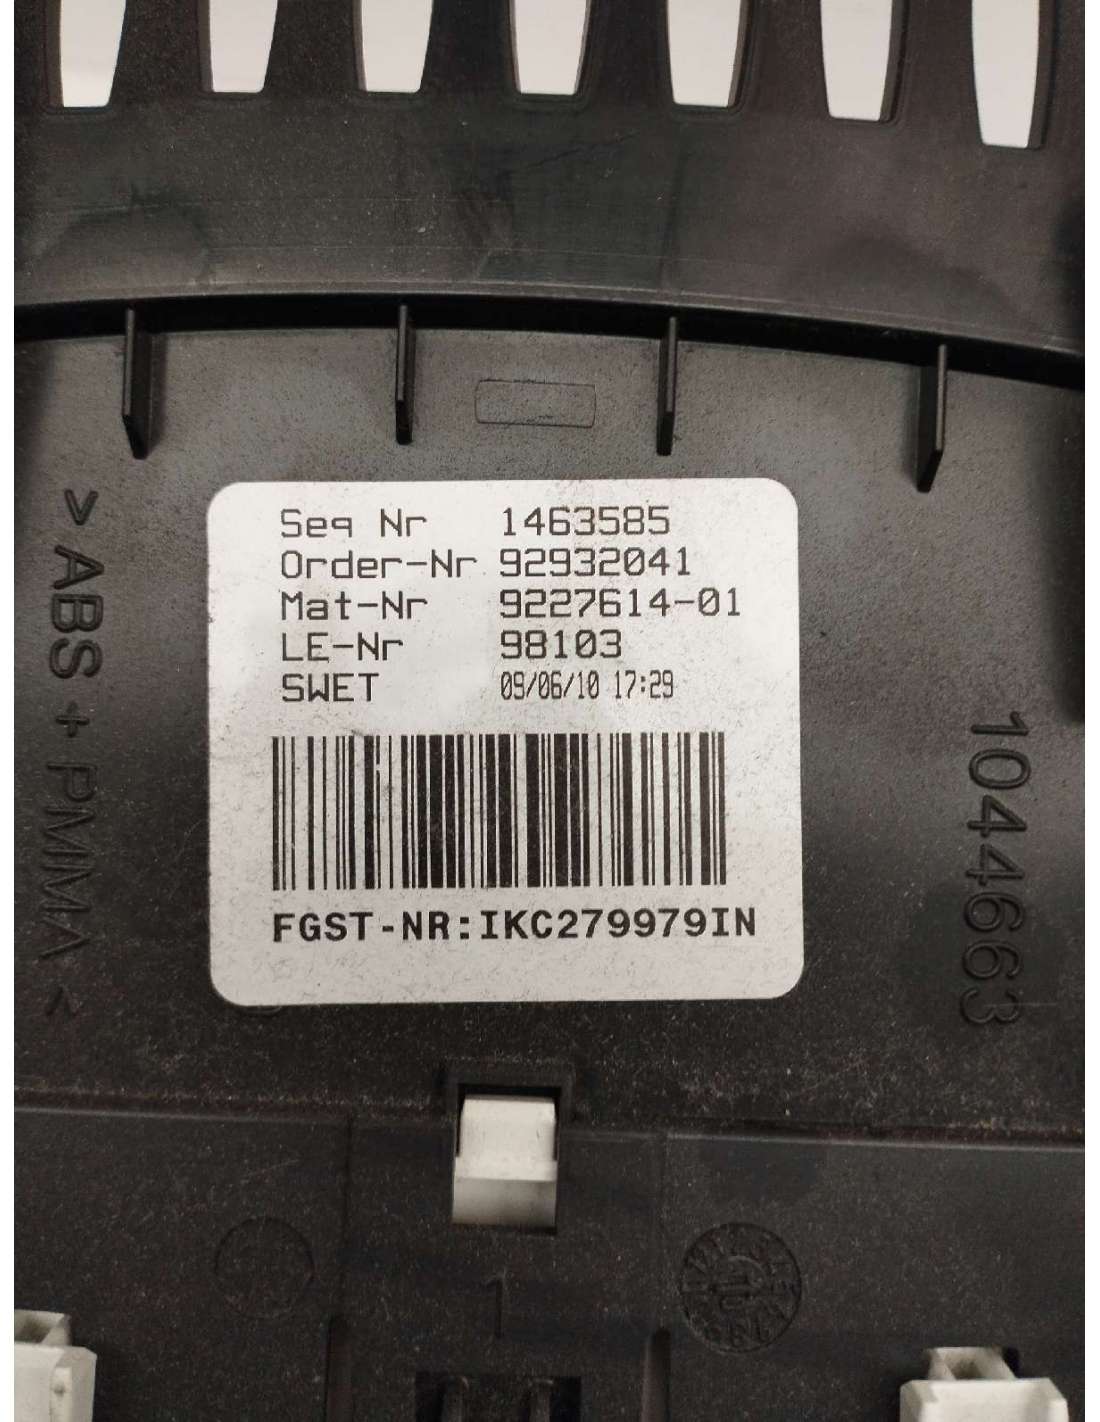 Seq Nr 1463585
Order-Nr 92932041
Mat-Nr 9227614-01
LE-Nr 98103
SWET 09/06/10 17:29
FGST-NR:IKC279979IN
>ABS + PMMA<
1044663
1